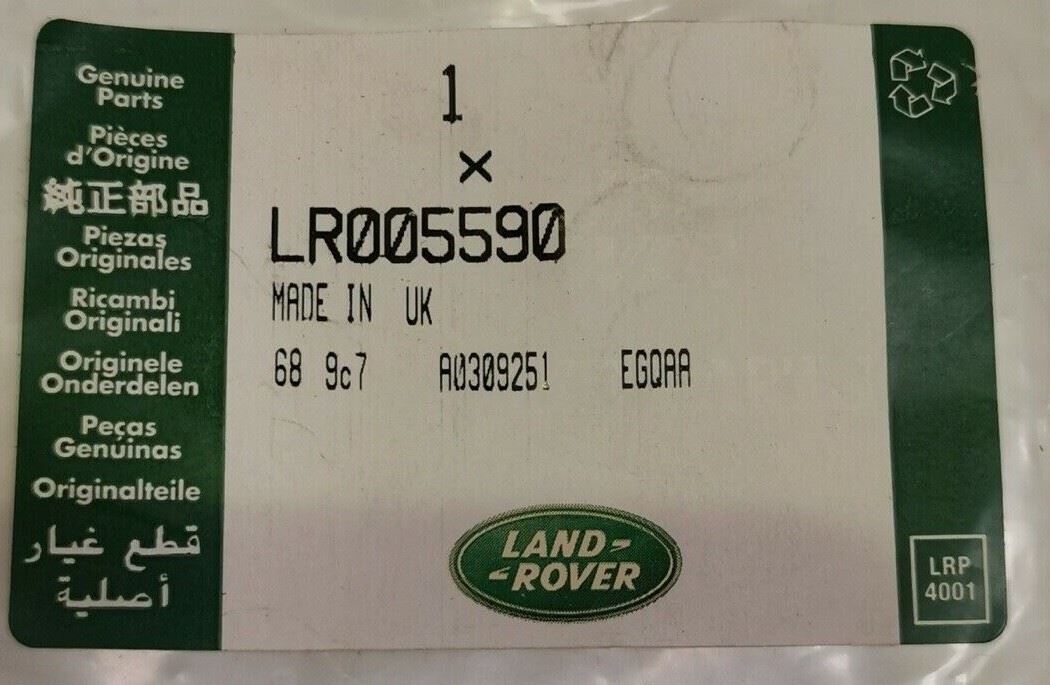 Genuine
Parts
Pièces
d'Origine
純正部品
Piezas
Originales
Ricambi
Originali
Originele
Onderdelen
Peças
Genuinas
Originalteile
قطع غيار
أصلية
1
×
LR005590
MADE IN UK
68 9c7 A0309251 EGQAA
LAND-
-ROVER
LRP
4001